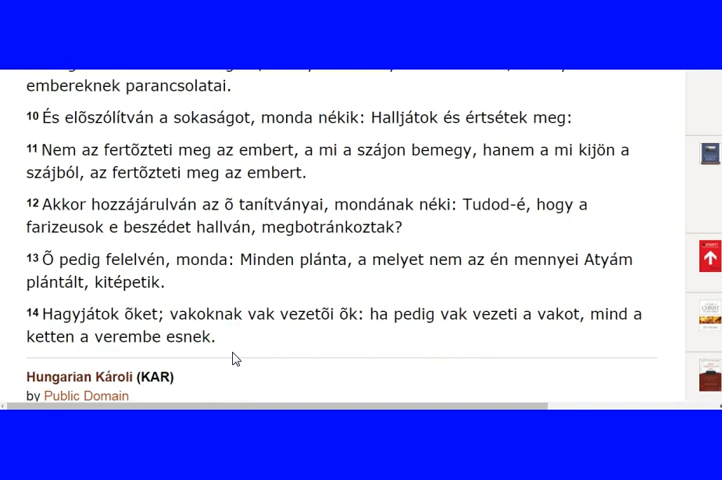 embereknek parancsolatai.
10 És elõszólítván a sokaságot, monda nékik: Halljátok és értsétek meg:
11 Nem az fertõzteti meg az embert, a mi a szájon bemegy, hanem a mi kijön a
szájból, az fertõzteti meg az embert.
12 Akkor hozzájárulván az õ tanítványai, mondának néki: Tudod-é, hogy a
farizeusok e beszédet hallván, megbotránkoztak?
13 Õ pedig felelvén, monda: Minden plánta, a melyet nem az én mennyei Atyám
plántált, kitépetik.
14 Hagyjátok õket; vakoknak vak vezetõi õk: ha pedig vak vezeti a vakot, mind a
ketten a verembe esnek.
Hungarian Károli (KAR)
by Public Domain